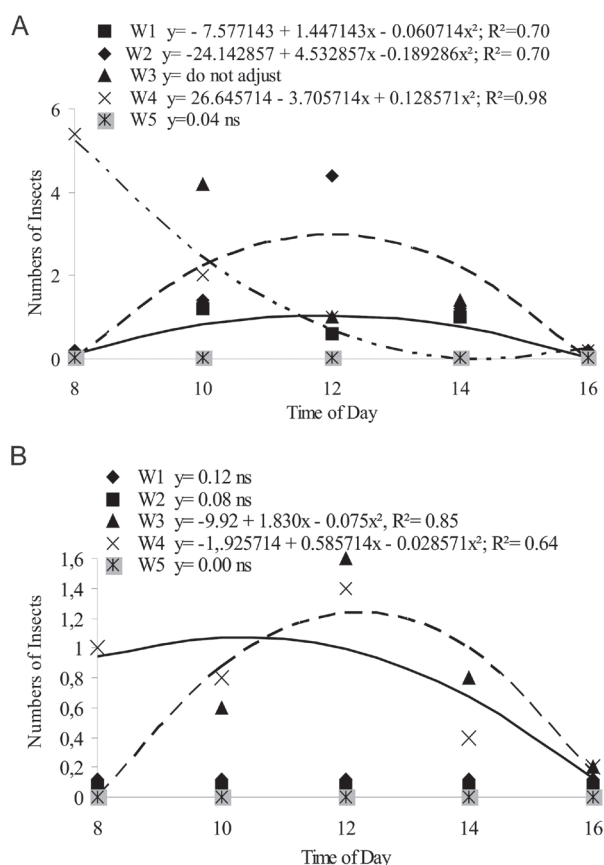 A
W1 y= - 7.577143 + 1.447143x - 0.060714x²; R²=0.70
W2 y= -24.142857 + 4.532857x -0.189286x²; R²= 0.70
W3 y= do not adjust
W4 y= 26.645714 - 3.705714x + 0.128571x²; R²=0.98
W5 y=0.04 ns
6
4
2
0
Numbers of Insects
8 10 12 14 16
Time of Day
B
W1 y= 0.12 ns
W2 y= 0.08 ns
W3 y= -9.92 + 1.830x - 0.075x², R²= 0.85
W4 y= -1,.925714 + 0.585714x - 0.028571x²; R²= 0.64
W5 y= 0.00 ns
1,6
1,4
1,2
1
0,8
0,6
0,4
0,2
0
Numbers of Insects
8 10 12 14 16
Time of Day